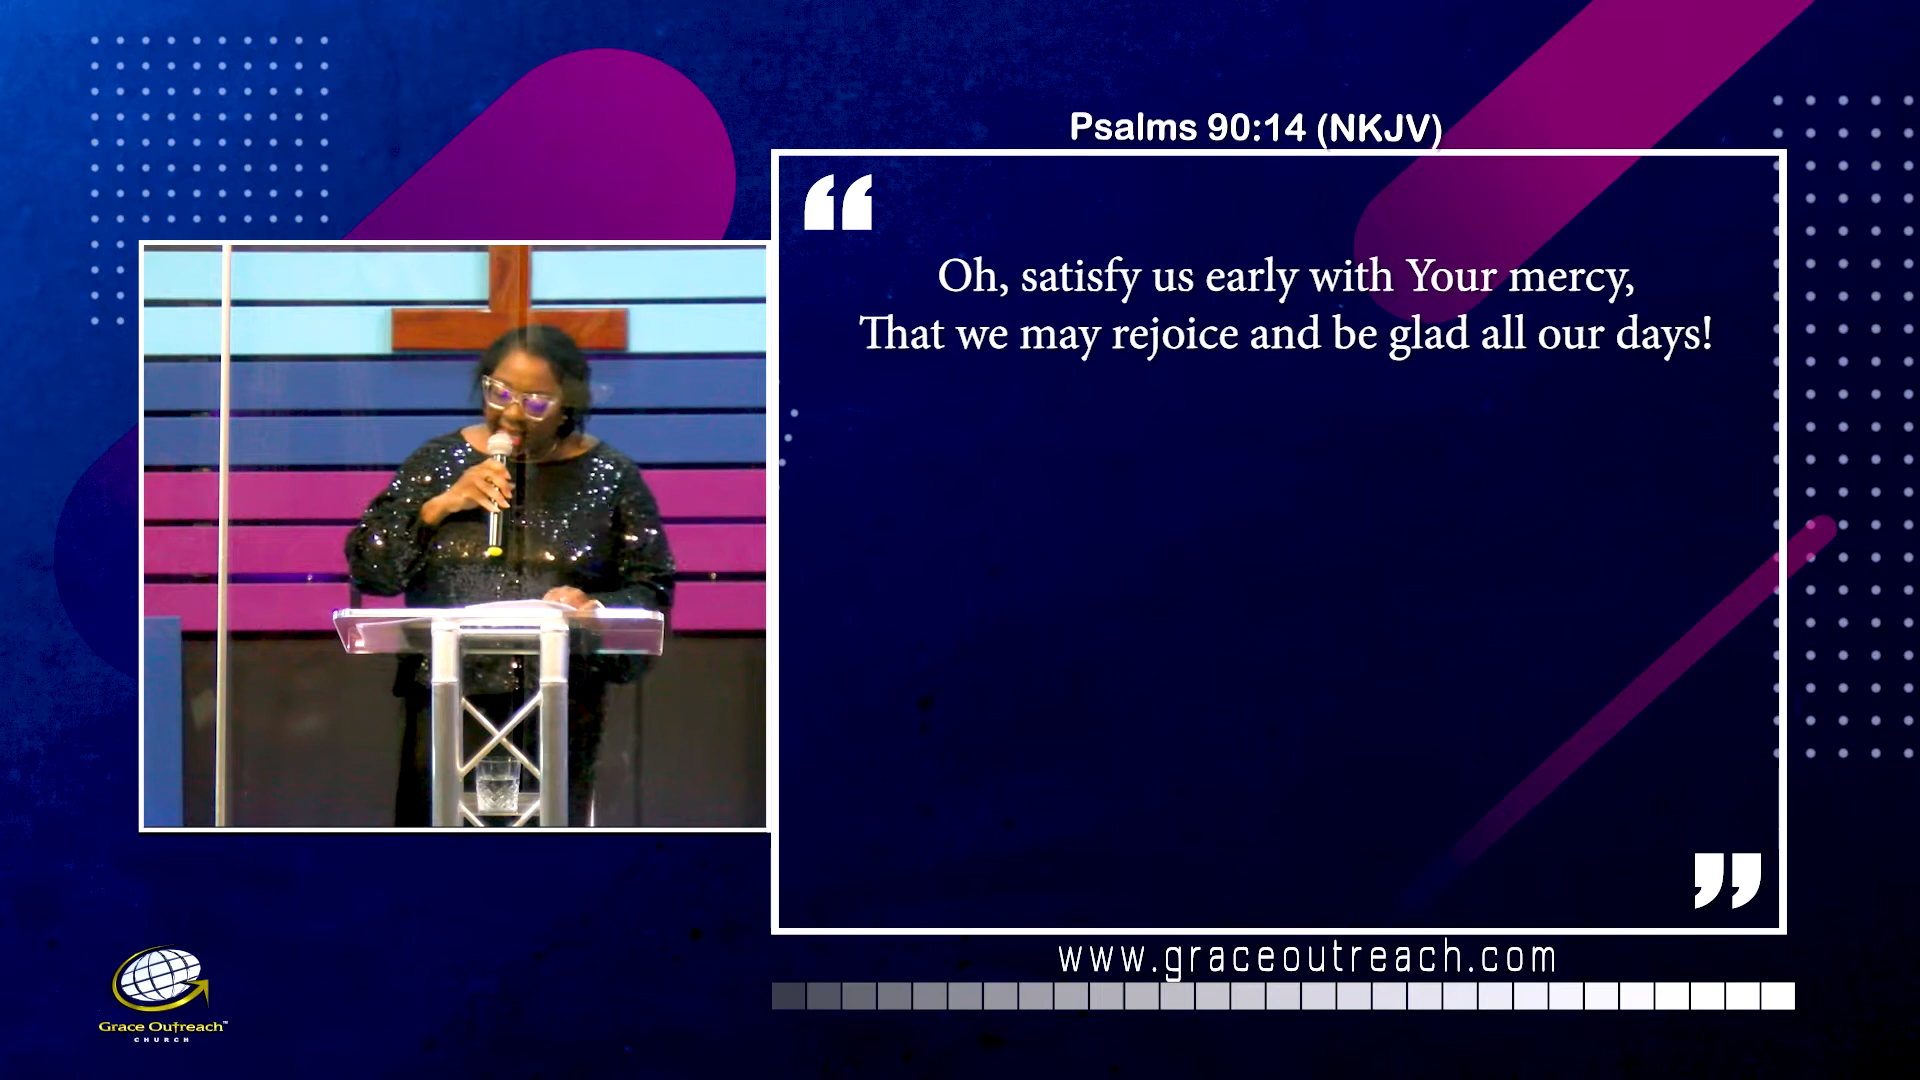 Psalms 90:14 (NKJV)
“
Oh, satisfy us early with Your mercy,
That we may rejoice and be glad all our days!
”
www.graceoutreach.com
Grace Outreach™
CHURCH